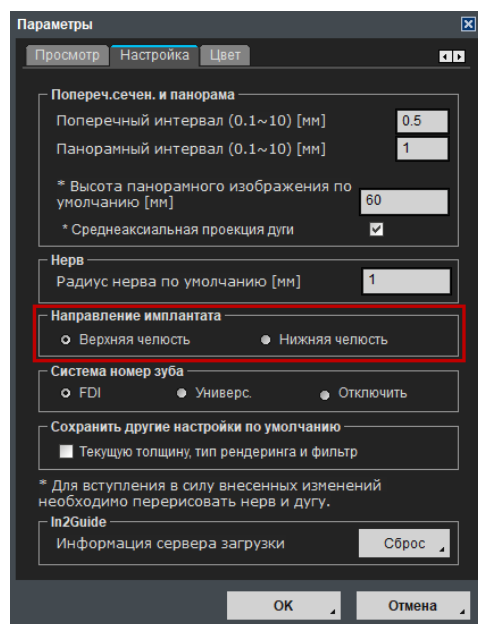 Параметры
Просмотр Настройка Цвет
Попереч.сечен. и панорама
Поперечный интервал (0.1~10) [мм] 0.5
Панорамный интервал (0.1~10) [мм] 1
* Высота панорамного изображения по
умолчанию [мм] 60
* Среднеаксиальная проекция дуги
Нерв
Радиус нерва по умолчанию [мм] 1
Направление имплантата
Верхняя челюсть Нижняя челюсть
Система номер зуба
FDI Универс. Отключить
Сохранить другие настройки по умолчанию
Текущую толщину, тип рендеринга и фильтр
* Для вступления в силу внесенных изменений
необходимо перерисовать нерв и дугу.
In2Guide
Информация сервера загрузки Сброс
OK Отмена